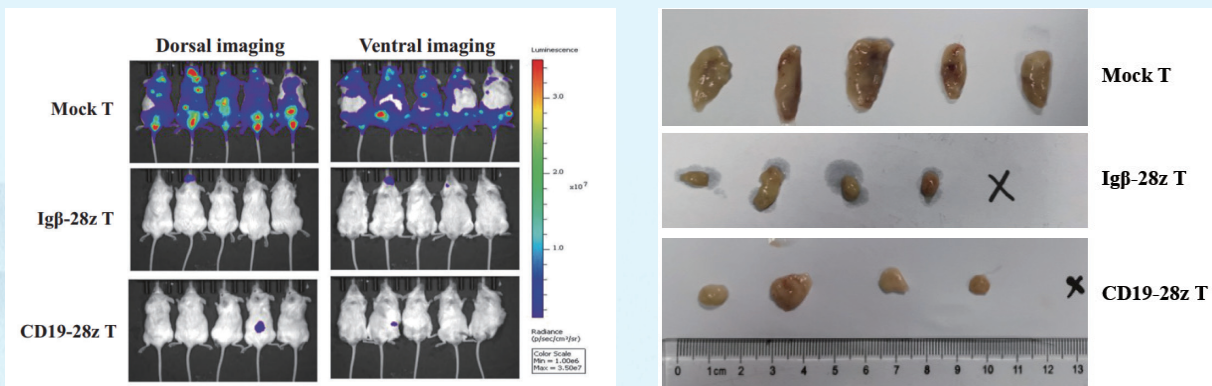 Dorsal imaging
Ventral imaging
Luminescence
Mock T
3.0
2.0
×10⁷
Igβ-28z T
1.0
CD19-28z T
Radiance
(p/sec/cm²/sr)
Color Scale
Min = 1.00e6
Max = 3.50e7
Mock T
Igβ-28z T
X
CD19-28z T
X
0 1cm 2 3 4 5 6 7 8 9 10 11 12 13